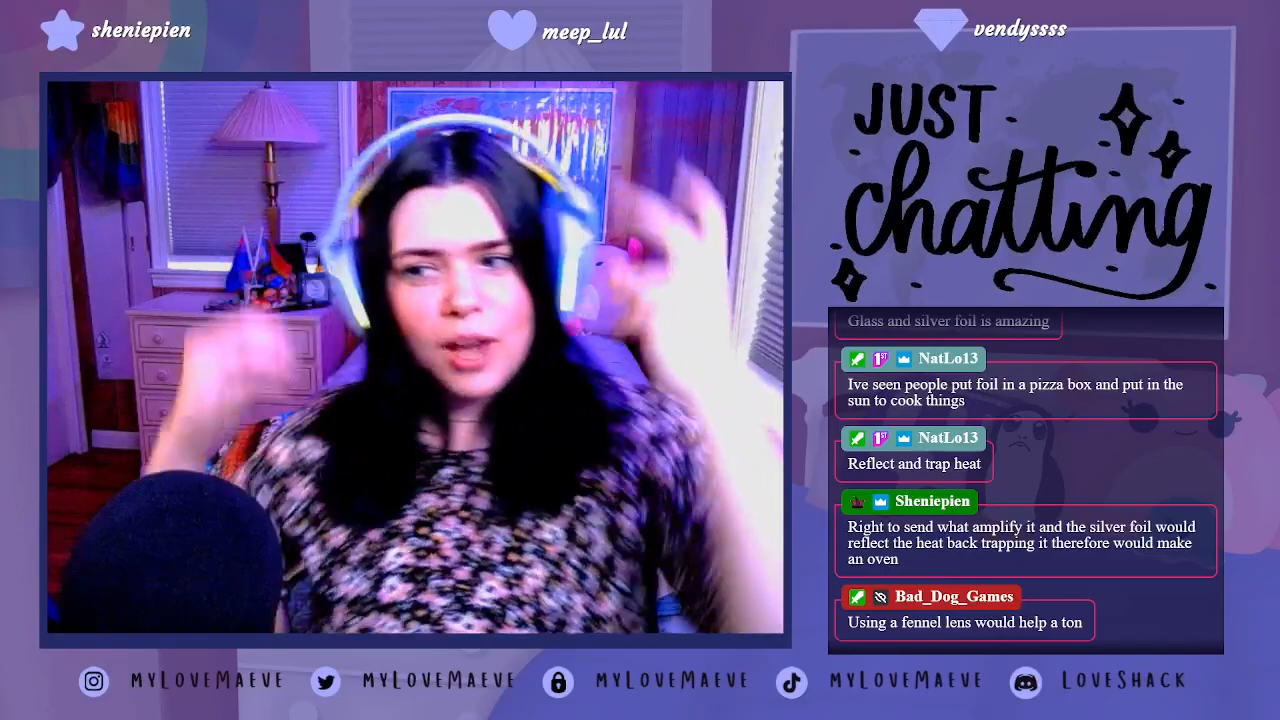 sheniepien
meep_lul
vendyssss
JUST
chatting
Glass and silver foil is amazing
1ST NatLo13
Ive seen people put foil in a pizza box and put in the
sun to cook things
1ST NatLo13
Reflect and trap heat
Sheniepien
Right to send what amplify it and the silver foil would
reflect the heat back trapping it therefore would make
an oven
Bad_Dog_Games
Using a fennel lens would help a ton
MYLOVEMAEVE
MYLOVEMAEVE
MYLOVEMAEVE
MYLOVEMAEVE
LOVESHACK